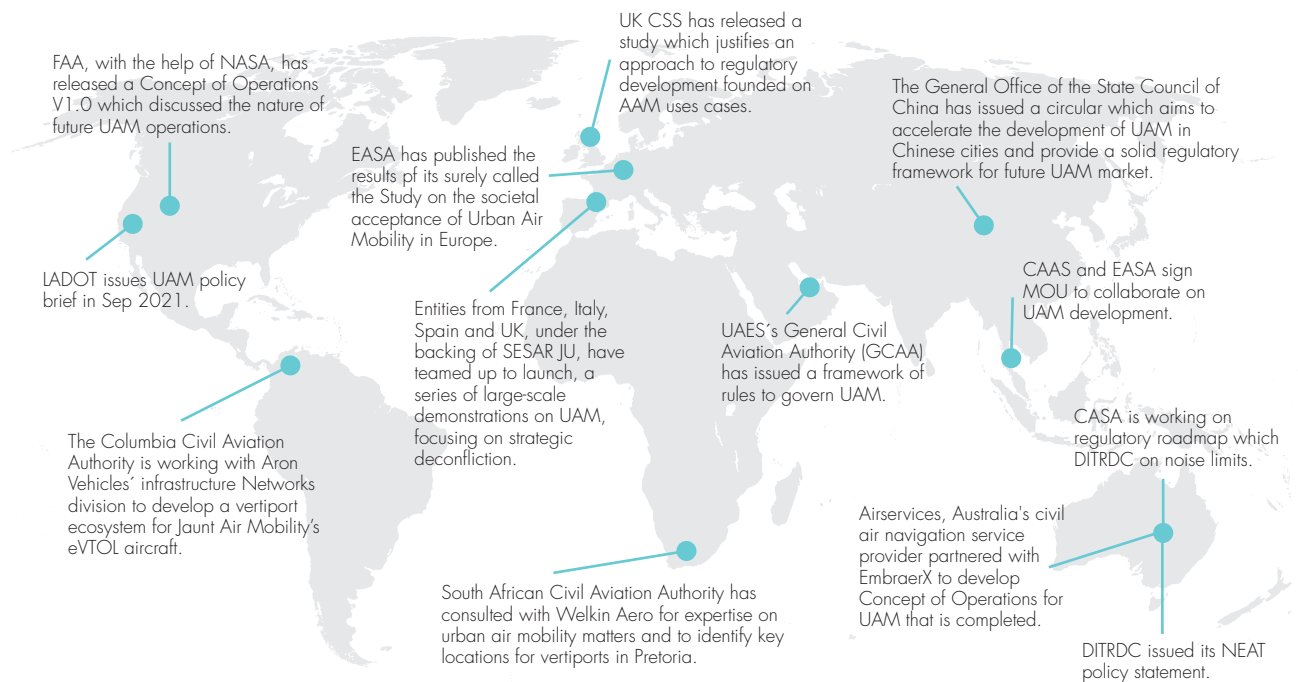 UK CSS has released a
study which justifies an
approach to regulatory
development founded on
AAM uses cases.
FAA, with the help of NASA, has
released a Concept of Operations
V1.0 which discussed the nature of
future UAM operations.
The General Office of the State Council of
China has issued a circular which aims to
accelerate the development of UAM in
Chinese cities and provide a solid regulatory
framework for future UAM market.
EASA has published the
results pf its surely called
the Study on the societal
acceptance of Urban Air
Mobility in Europe.
LADOT issues UAM policy
brief in Sep 2021.
CAAS and EASA sign
MOU to collaborate on
UAM development.
Entities from France, Italy,
Spain and UK, under the
backing of SESAR JU, have
teamed up to launch, a
series of large-scale
demonstrations on UAM,
focusing on strategic
deconfliction.
UAES´s General Civil
Aviation Authority (GCAA)
has issued a framework of
rules to govern UAM.
CASA is working on
regulatory roadmap which
DITRDC on noise limits.
The Columbia Civil Aviation
Authority is working with Aron
Vehicles´ infrastructure Networks
division to develop a vertiport
ecosystem for Jaunt Air Mobility’s
eVTOL aircraft.
Airservices, Australia's civil
air navigation service
provider partnered with
EmbraerX to develop
Concept of Operations for
UAM that is completed.
South African Civil Aviation Authority has
consulted with Welkin Aero for expertise on
urban air mobility matters and to identify key
locations for vertiports in Pretoria.
DITRDC issued its NEAT
policy statement.